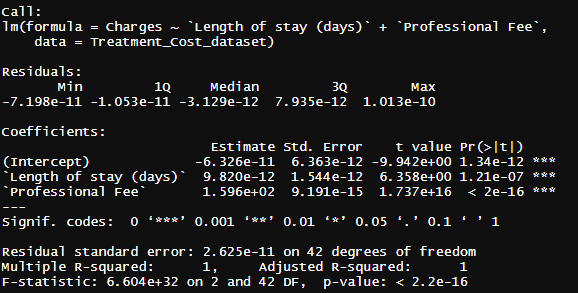 Call:
lm(formula = Charges ~ `Length of stay (days)` + `Professional Fee`,
    data = Treatment_Cost_dataset)
Residuals:
       Min         1Q     Median         3Q        Max
-7.198e-11 -1.053e-11 -3.129e-12  7.935e-12  1.013e-10
Coefficients:
                          Estimate Std. Error    t value Pr(>|t|)
(Intercept)             -6.326e-11  6.363e-12 -9.942e+00 1.34e-12 ***
`Length of stay (days)`  9.820e-12  1.544e-12  6.358e+00 1.21e-07 ***
`Professional Fee`       1.596e+02  9.191e-15  1.737e+16  < 2e-16 ***
---
Signif. codes:  0 ‘***’ 0.001 ‘**’ 0.01 ‘*’ 0.05 ‘.’ 0.1 ‘ ’ 1
Residual standard error: 2.625e-11 on 42 degrees of freedom
Multiple R-squared:      1,	Adjusted R-squared:      1
F-statistic: 6.604e+32 on 2 and 42 DF,  p-value: < 2.2e-16